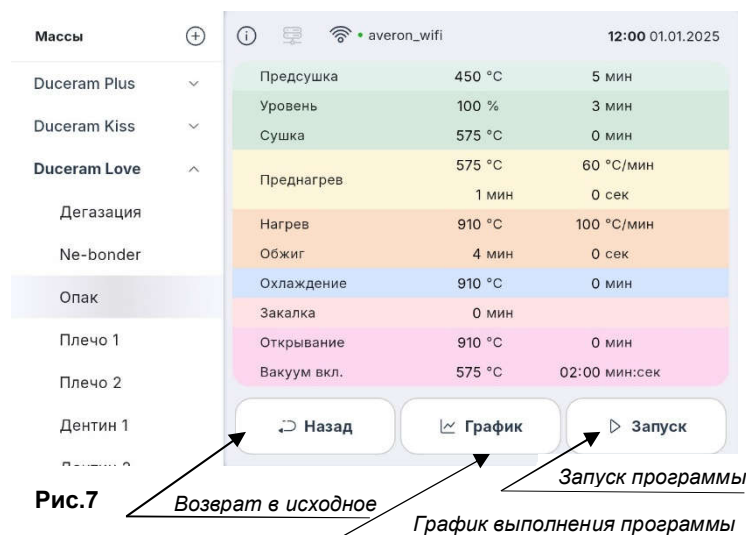 Массы
averon_wifi
12:00 01.01.2025
Duceram Plus
Duceram Kiss
Duceram Love
Дегазация
Ne-bonder
Опак
Плечо 1
Плечо 2
Дентин 1
Предсушка 450 °C 5 мин
Уровень 100 % 3 мин
Сушка 575 °C 0 мин
Преднагрев 575 °C 60 °C/мин
1 мин 0 сек
Нагрев 910 °C 100 °C/мин
Обжиг 4 мин 0 сек
Охлаждение 910 °C 0 мин
Закалка 0 мин
Открывание 910 °C 0 мин
Вакуум вкл. 575 °C 02:00 мин:сек
Назад График Запуск
Запуск программы
Рис.7 Возврат в исходное
График выполнения программы